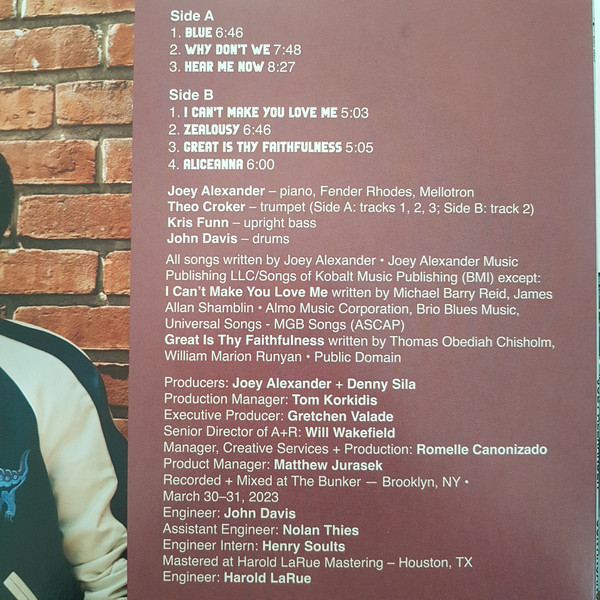 Side A
1. BLUE 6:46
2. WHY DON'T WE 7:48
3. HEAR ME NOW 8:27
Side B
1. I CAN'T MAKE YOU LOVE ME 5:03
2. ZEALOUSY 6:46
3. GREAT IS THY FAITHFULNESS 5:05
4. ALICEANNA 6:00
Joey Alexander – piano, Fender Rhodes, Mellotron
Theo Croker – trumpet (Side A: tracks 1, 2, 3; Side B: track 2)
Kris Funn – upright bass
John Davis – drums
All songs written by Joey Alexander • Joey Alexander Music
Publishing LLC/Songs of Kobalt Music Publishing (BMI) except:
I Can't Make You Love Me written by Michael Barry Reid, James
Allan Shamblin • Almo Music Corporation, Brio Blues Music,
Universal Songs - MGB Songs (ASCAP)
Great Is Thy Faithfulness written by Thomas Obediah Chisholm,
William Marion Runyan • Public Domain
Producers: Joey Alexander + Denny Sila
Production Manager: Tom Korkidis
Executive Producer: Gretchen Valade
Senior Director of A+R: Will Wakefield
Manager, Creative Services + Production: Romelle Canonizado
Product Manager: Matthew Jurasek
Recorded + Mixed at The Bunker — Brooklyn, NY •
March 30–31, 2023
Engineer: John Davis
Assistant Engineer: Nolan Thies
Engineer Intern: Henry Soults
Mastered at Harold LaRue Mastering – Houston, TX
Engineer: Harold LaRue